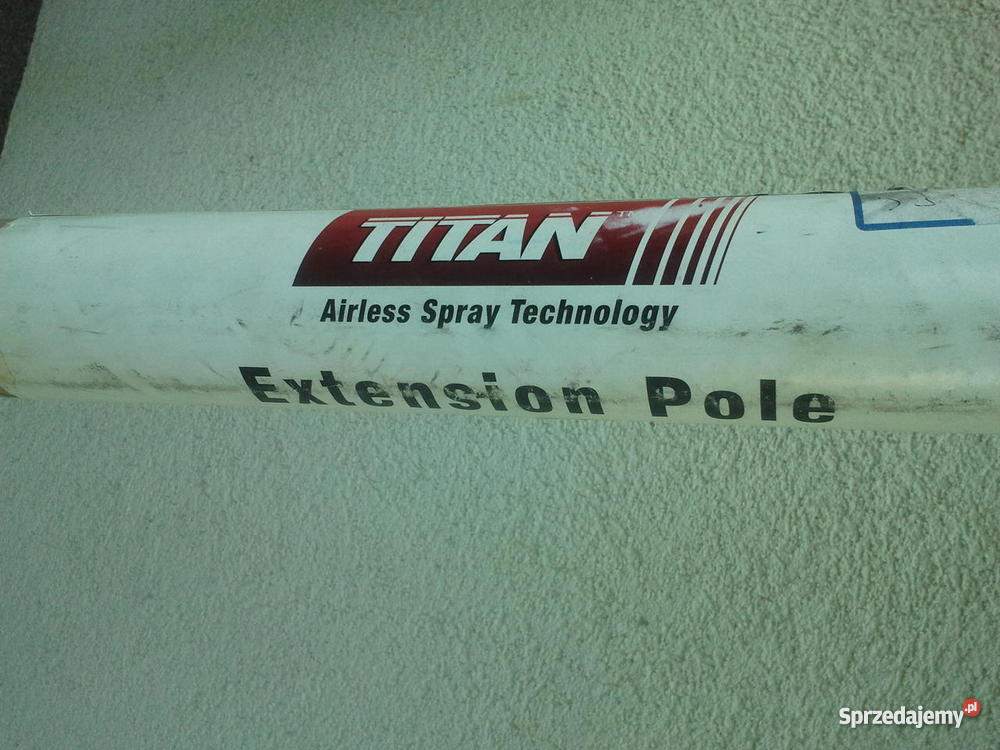 TITAN
Airless Spray Technology
Extension Pole
Sprzedajemy.pl